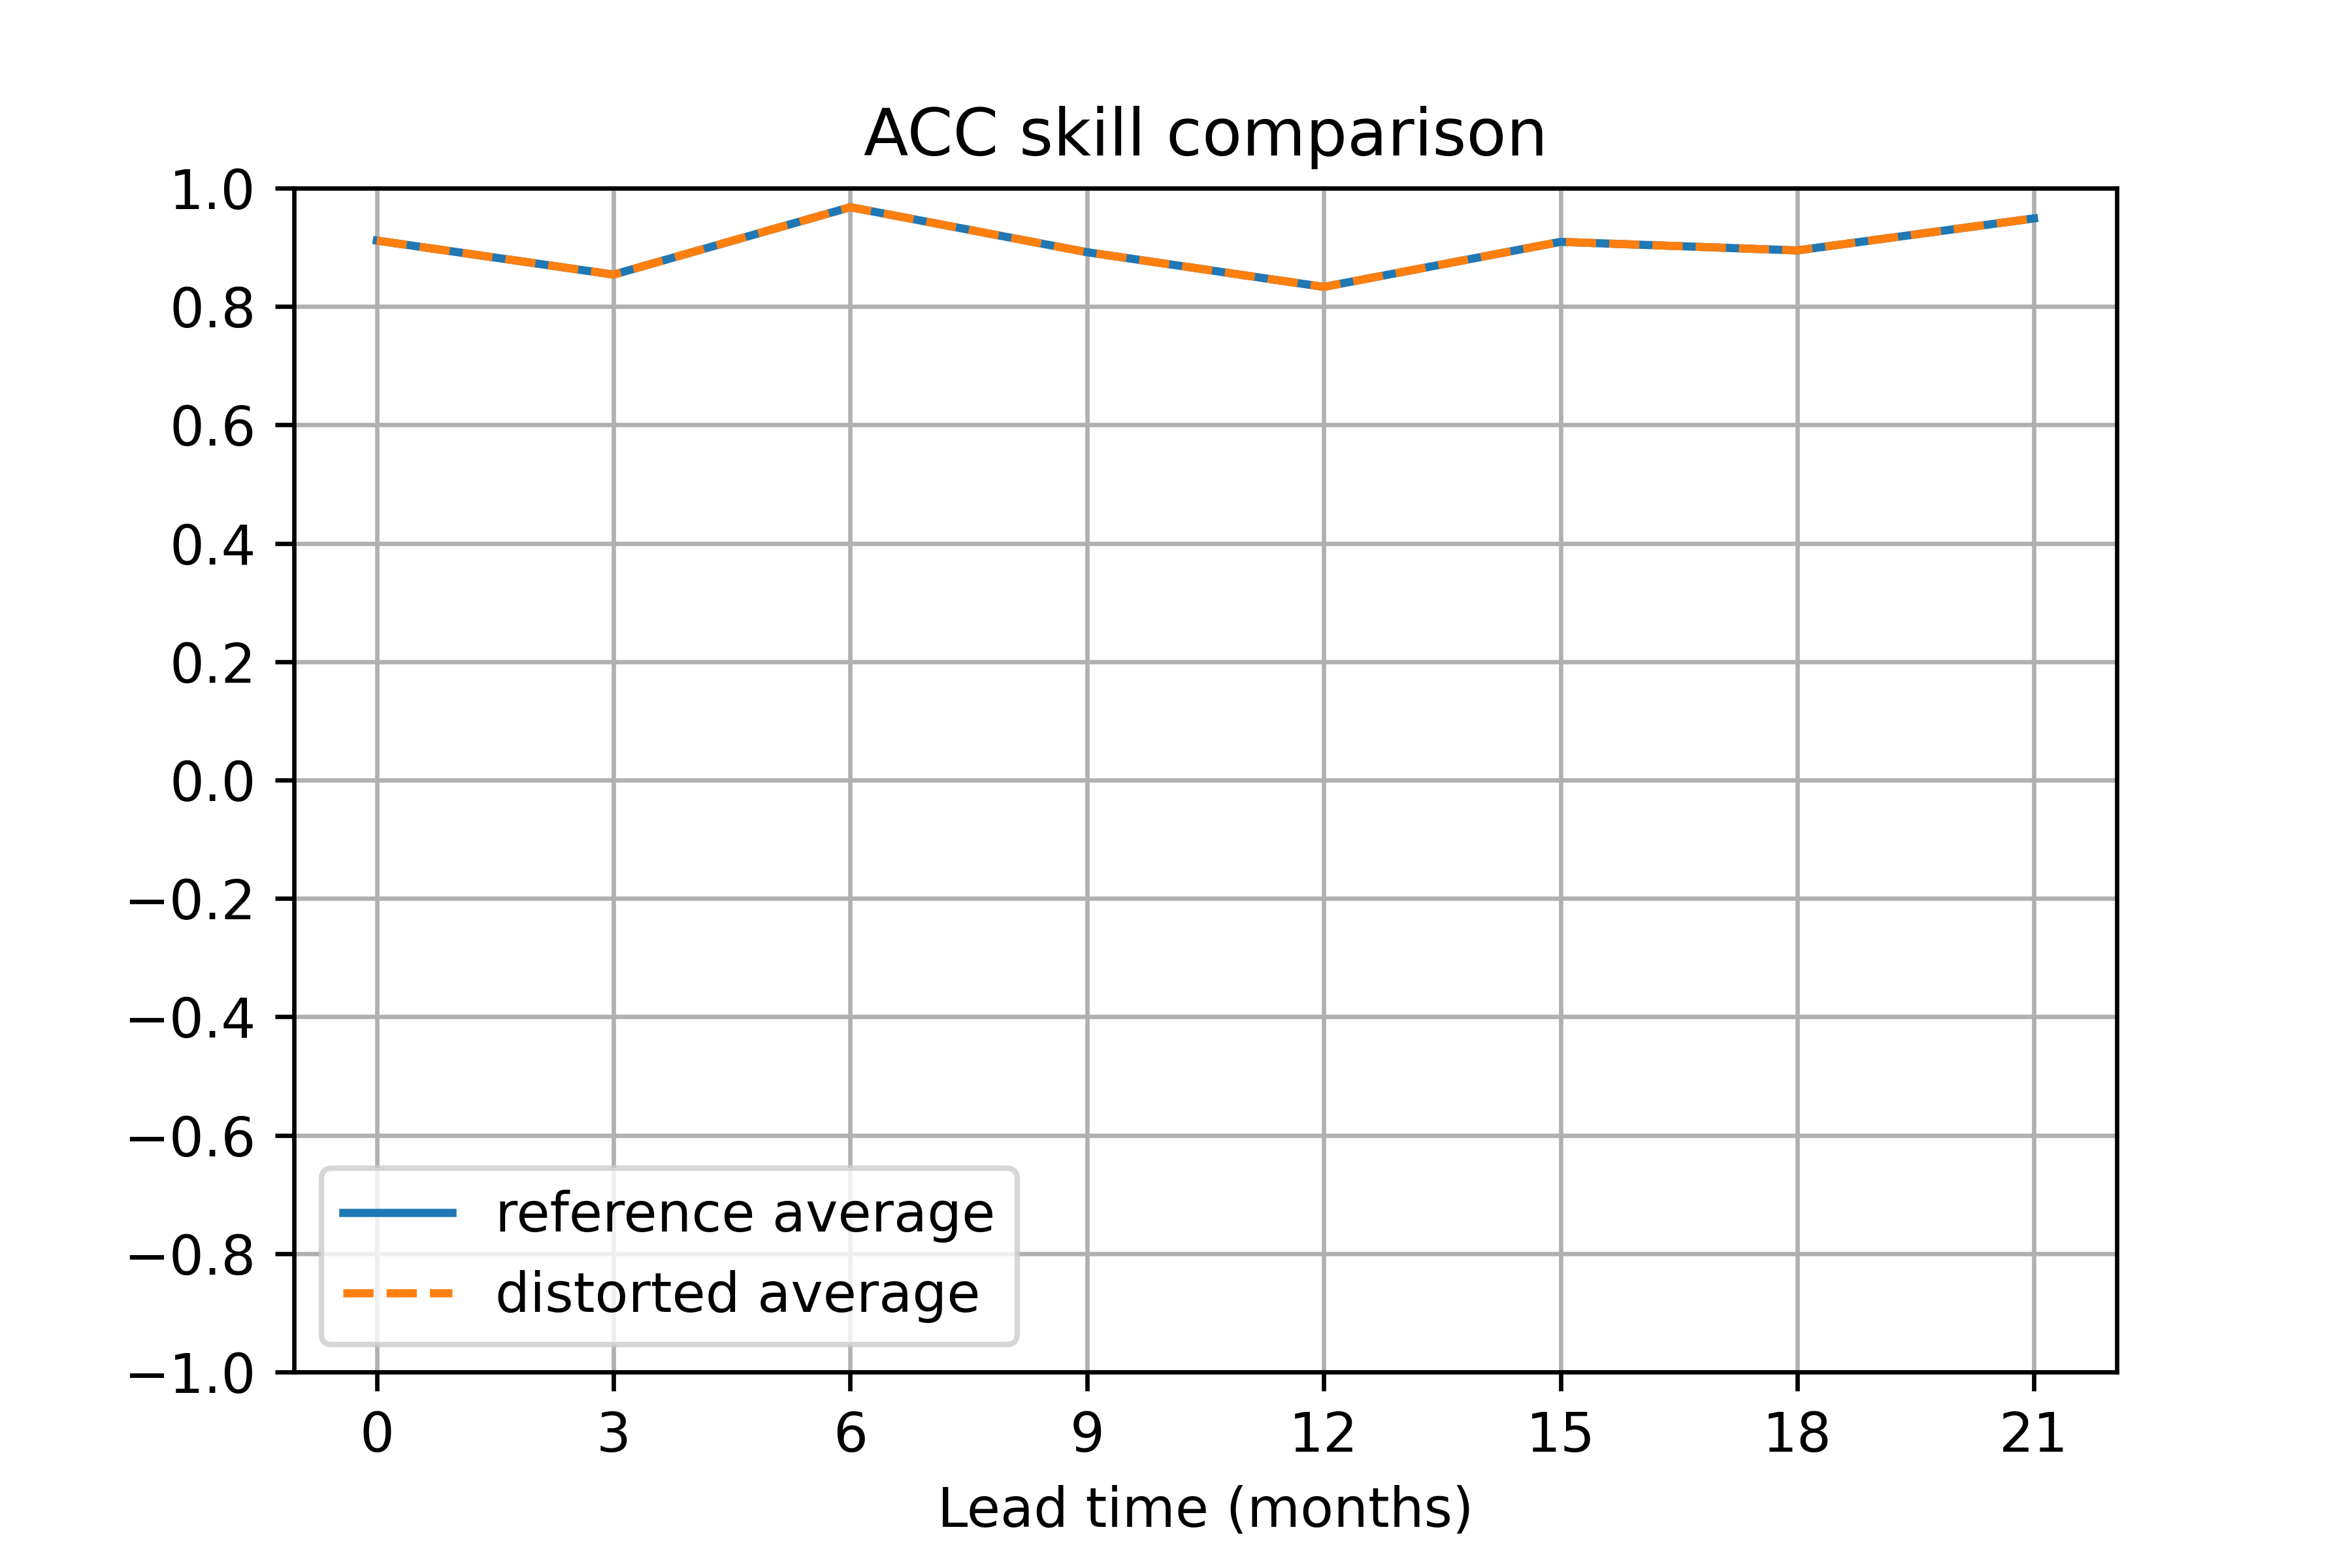 ACC skill comparison
1.0
0.8
0.6
0.4
0.2
0.0
−0.2
−0.4
−0.6
−0.8
−1.0
reference average
distorted average
0 3 6 9 12 15 18 21
Lead time (months)